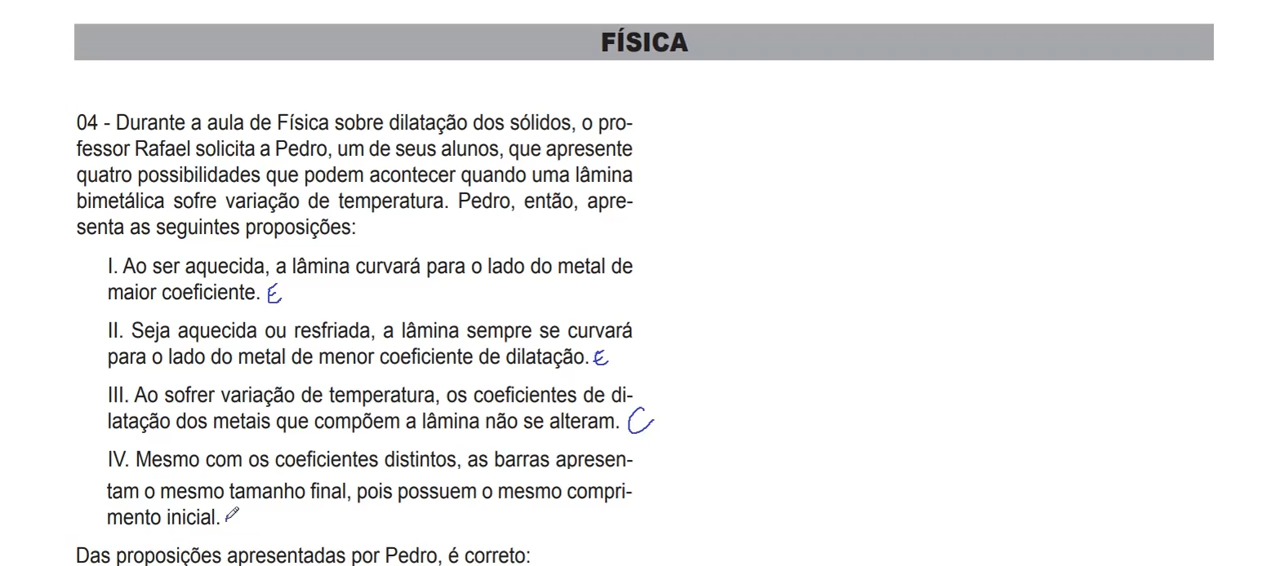 FÍSICA
04 - Durante a aula de Física sobre dilatação dos sólidos, o pro-
fessor Rafael solicita a Pedro, um de seus alunos, que apresente
quatro possibilidades que podem acontecer quando uma lâmina
bimetálica sofre variação de temperatura. Pedro, então, apre-
senta as seguintes proposições:
I. Ao ser aquecida, a lâmina curvará para o lado do metal de
maior coeficiente. E
II. Seja aquecida ou resfriada, a lâmina sempre se curvará
para o lado do metal de menor coeficiente de dilatação. E
III. Ao sofrer variação de temperatura, os coeficientes de di-
latação dos metais que compõem a lâmina não se alteram. C
IV. Mesmo com os coeficientes distintos, as barras apresen-
tam o mesmo tamanho final, pois possuem o mesmo compri-
mento inicial.
Das proposições apresentadas por Pedro, é correto: